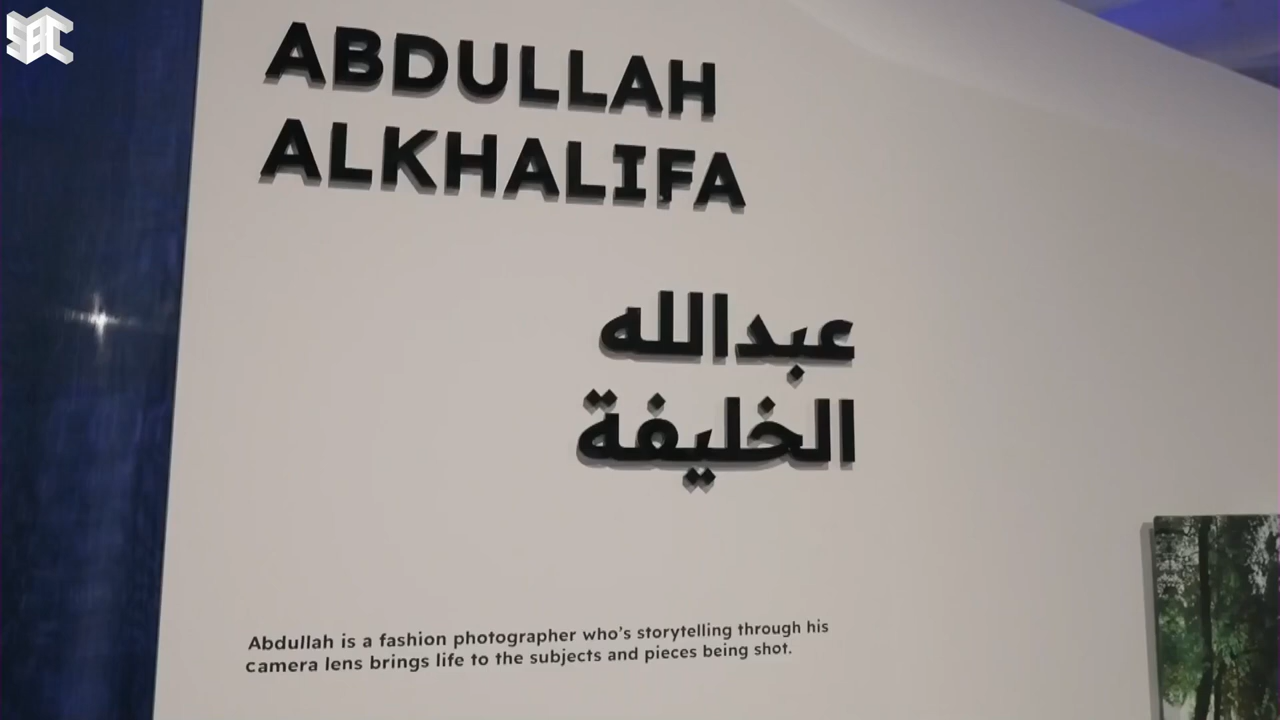 SBC
ABDULLAH
ALKHALIFA
عبدالله
الخليفة
Abdullah is a fashion photographer who's storytelling through his
camera lens brings life to the subjects and pieces being shot.